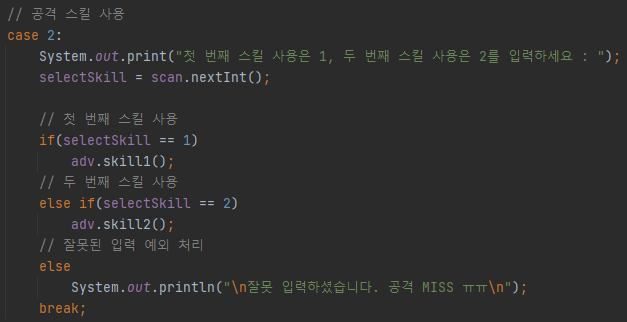 // 공격 스킬 사용
case 2:
System.out.print("첫 번째 스킬 사용은 1, 두 번째 스킬 사용은 2를 입력하세요 : ");
selectSkill = scan.nextInt();
// 첫 번째 스킬 사용
if(selectSkill == 1)
adv.skill1();
// 두 번째 스킬 사용
else if(selectSkill == 2)
adv.skill2();
// 잘못된 입력 예외 처리
else
System.out.println("\n잘못 입력하셨습니다. 공격 MISS ㅠㅠ\n");
break;